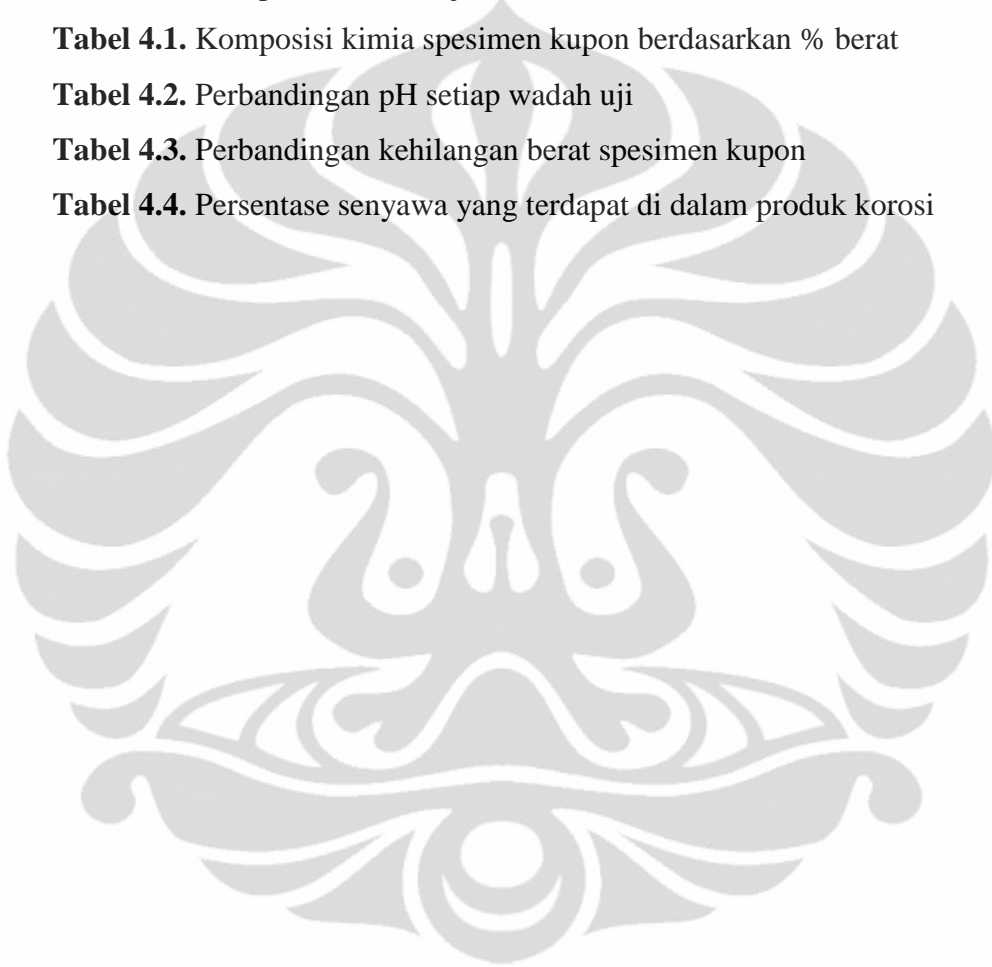 Tabel 4.1. Komposisi kimia spesimen kupon berdasarkan % berat
Tabel 4.2. Perbandingan pH setiap wadah uji
Tabel 4.3. Perbandingan kehilangan berat spesimen kupon
Tabel 4.4. Persentase senyawa yang terdapat di dalam produk korosi